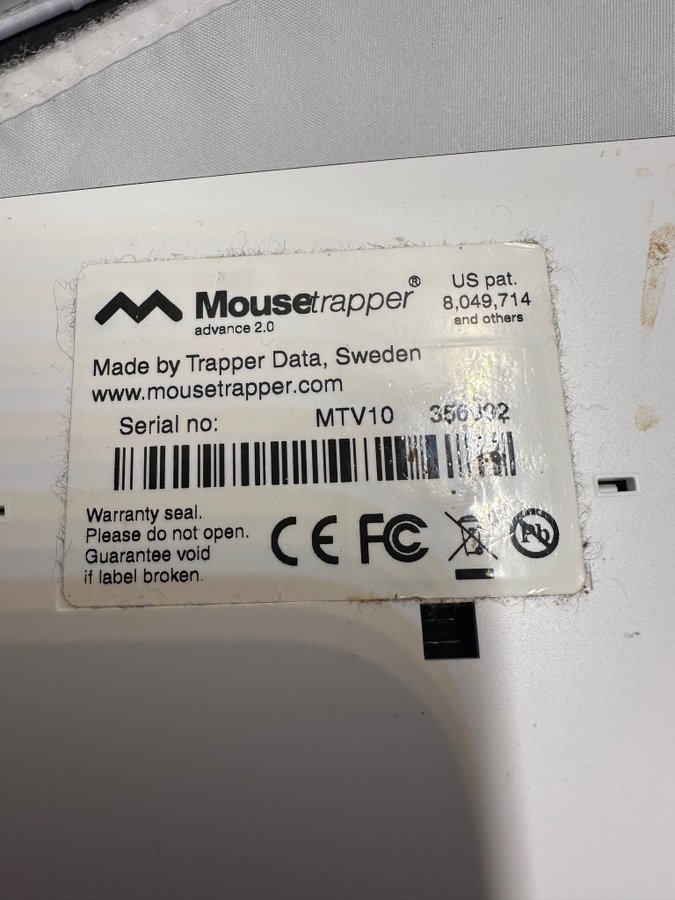 Mousetrapper®
advance 2.0
US pat.
8,049,714
and others
Made by Trapper Data, Sweden
www.mousetrapper.com
Serial no: MTV10
Warranty seal.
Please do not open.
Guarantee void
if label broken.
CE FC Pb